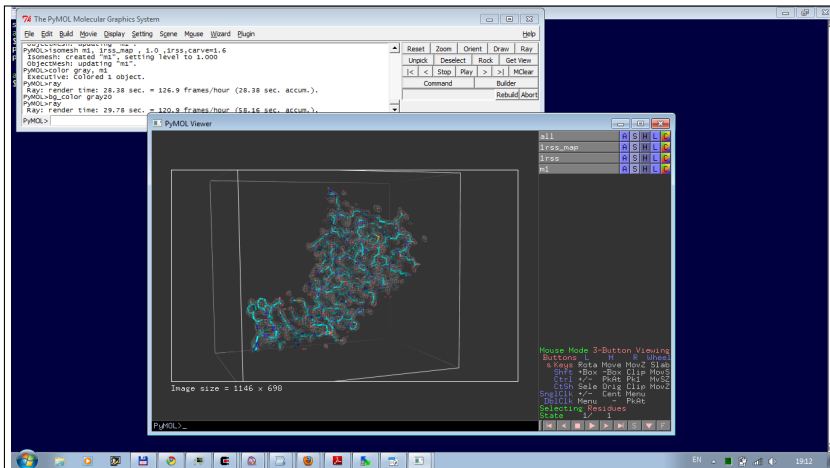 The PyMOL Molecular Graphics System
File Edit Build Movie Display Setting Scene Mouse Wizard Plugin Help
ObjectMesh: updating "m1".
PyMOL>isomesh m1, 1rss_map , 1.0 ,1rss,carve=1.6
Isomesh: created "m1", setting level to 1.000
ObjectMesh: updating "m1".
PyMOL>color gray, m1
Executive: Colored 1 object.
PyMOL>ray
Ray: render time: 28.38 sec. = 126.9 frames/hour (28.38 sec. accum.).
PyMOL>bg_color gray20
PyMOL>ray
Ray: render time: 29.78 sec. = 120.9 frames/hour (58.16 sec. accum.).
PyMOL>
Reset Zoom Orient Draw Ray
Unpick Deselect Rock Get View
|< < Stop Play > >| MClear
Command Builder
Rebuild Abort
PyMOL Viewer
all A S H L C
1rss_map A S H L C
1rss A S H L C
m1 A S H L C
Image size = 1146 x 698
PyMOL>_
Mouse Mode 3-Button Viewing
Buttons L M R Wheel
& Keys Rota Move MovZ Slab
Shft +Box -Box Clip MovS
Ctrl +/- PkAt Pk1 MvSZ
CtSh Sele Orig Clip MovZ
SnglClk +/- Cent Menu
DblClk Menu - PkAt
Selecting Residues
State 1/ 1
S F
EN 19:12